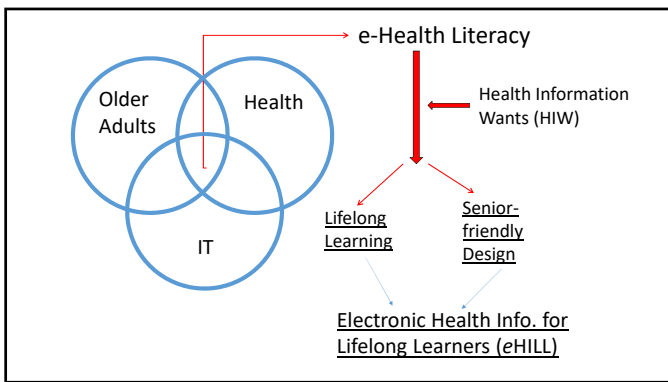 e-Health Literacy
Older
Adults
Health
Health Information
Wants (HIW)
Lifelong
Learning
Senior-
friendly
Design
IT
Electronic Health Info. for
Lifelong Learners (eHILL)